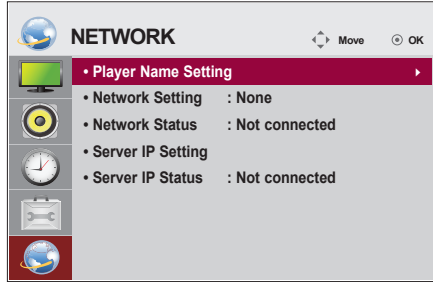 NETWORK
Move
OK
• Player Name Setting
• Network Setting : None
• Network Status : Not connected
• Server IP Setting
• Server IP Status : Not connected